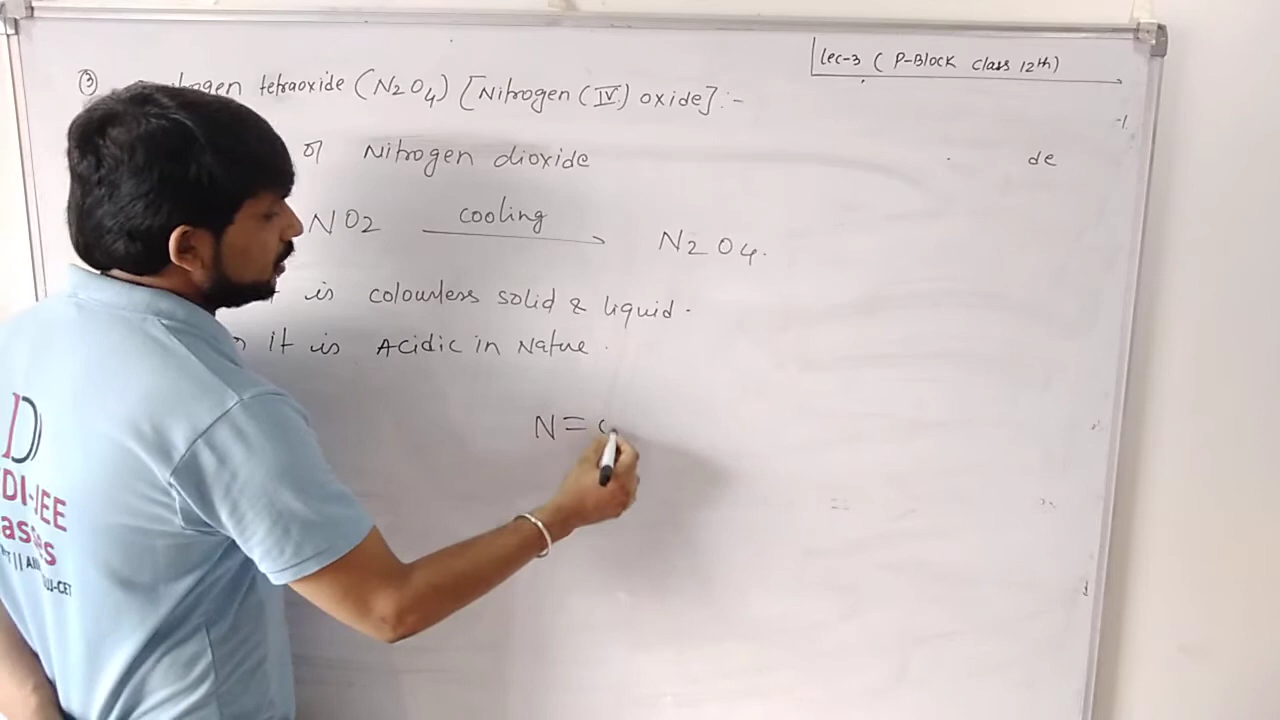 Lec-3 ( P-Block class 12th)
③ tetraoxide (N2O4) [Nitrogen (IV) oxide] :-
of Nitrogen dioxide
de
NO2 cooling N2O4.
is colourless solid & liquid.
it is Acidic in Nature.
N=